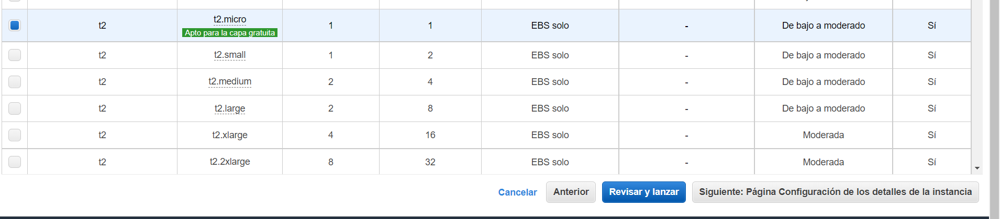 t2 t2.micro 1 1 EBS solo - De bajo a moderado Sí
Apto para la capa gratuita
t2 t2.small 1 2 EBS solo - De bajo a moderado Sí
t2 t2.medium 2 4 EBS solo - De bajo a moderado Sí
t2 t2.large 2 8 EBS solo - De bajo a moderado Sí
t2 t2.xlarge 4 16 EBS solo - Moderada Sí
t2 t2.2xlarge 8 32 EBS solo - Moderada Sí
Cancelar Anterior Revisar y lanzar Siguiente: Página Configuración de los detalles de la instancia